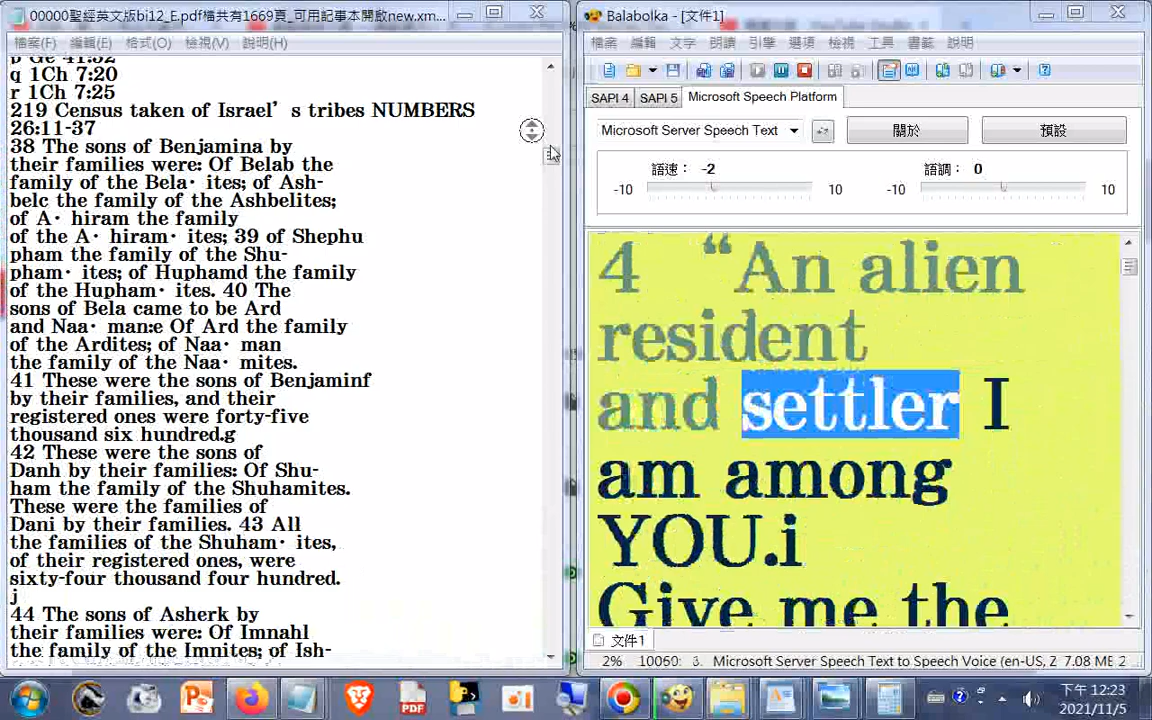 00000聖經英文版bi12_E.pdf檔共有1669頁_可用記事本開啟new.xm...
檔案(F) 編輯(E) 格式(O) 檢視(V) 說明(H)
p Ge 41:52
q 1Ch 7:20
r 1Ch 7:25
219 Census taken of Israel’s tribes NUMBERS
26:11-37
38 The sons of Benjamina by
their families were: Of Belab the
family of the Bela·ites; of Ash-
belc the family of the Ashbelites;
of A·hiram the family
of the A·hiram·ites; 39 of Shephu
pham the family of the Shu-
pham·ites; of Huphamd the family
of the Hupham·ites. 40 The
sons of Bela came to be Ard
and Naa·man:e Of Ard the family
of the Ardites; of Naa·man
the family of the Naa·mites.
41 These were the sons of Benjaminf
by their families, and their
registered ones were forty-five
thousand six hundred.g
42 These were the sons of
Danh by their families: Of Shu-
ham the family of the Shuhamites.
These were the families of
Dani by their families. 43 All
the families of the Shuham·ites,
of their registered ones, were
sixty-four thousand four hundred.
j
44 The sons of Asherk by
their families were: Of Imnahl
the family of the Imnites; of Ish-
Balabolka - [文件1]
檔案 編輯 文字 朗讀 引擎 選項 檢視 工具 書籤 說明
SAPI 4 SAPI 5 Microsoft Speech Platform
Microsoft Server Speech Text 關於 預設
語速: -2 語調: 0
-10 10 -10 10
4 “An alien
resident
and settler I
am among
YOU.i
Give me the
文件1
2% 10060: 3. Microsoft Server Speech Text to Speech Voice (en-US, Z 7.08 MB 2
下午 12:23
2021/11/5